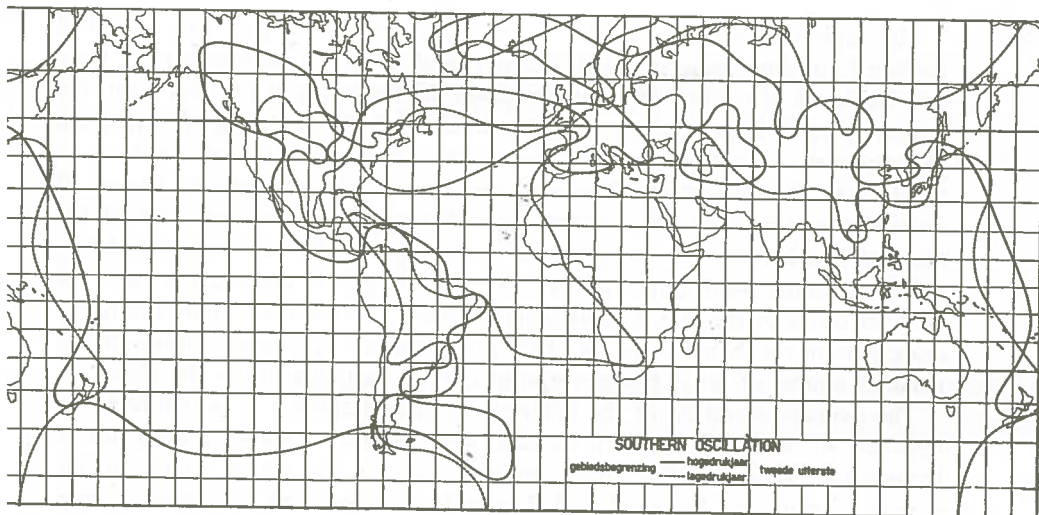 SOUTHERN OSCILLATION
gebiedsbegrenzing hogedrukjaar tweede uiterste
lagedrukjaar